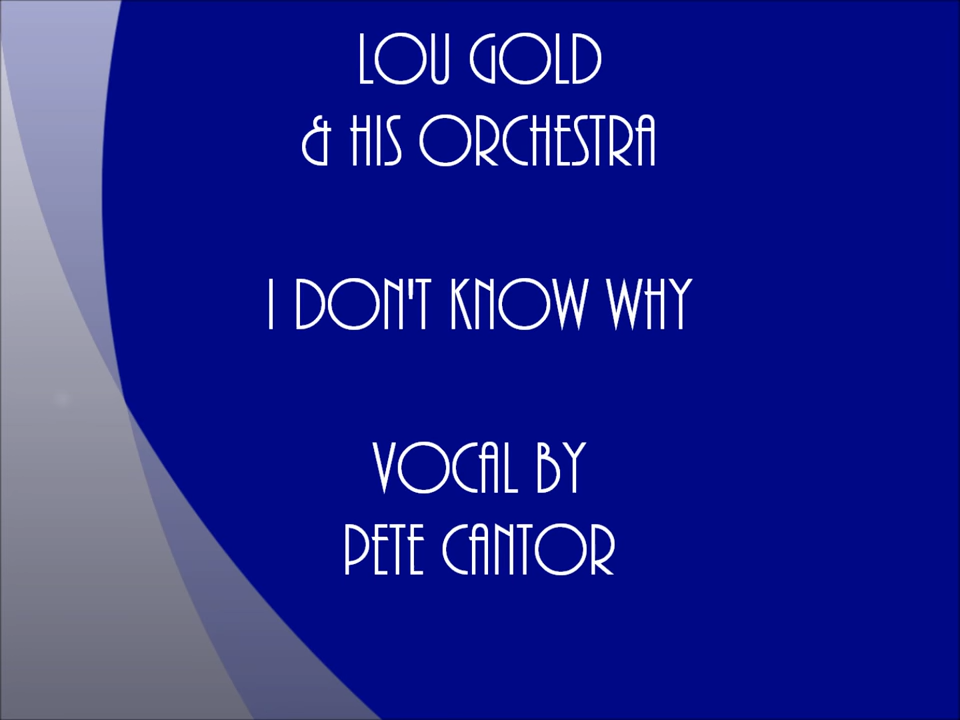 LOU GOLD
& HIS ORCHESTRA
I DON'T KNOW WHY
VOCAL BY
PETE CANTOR